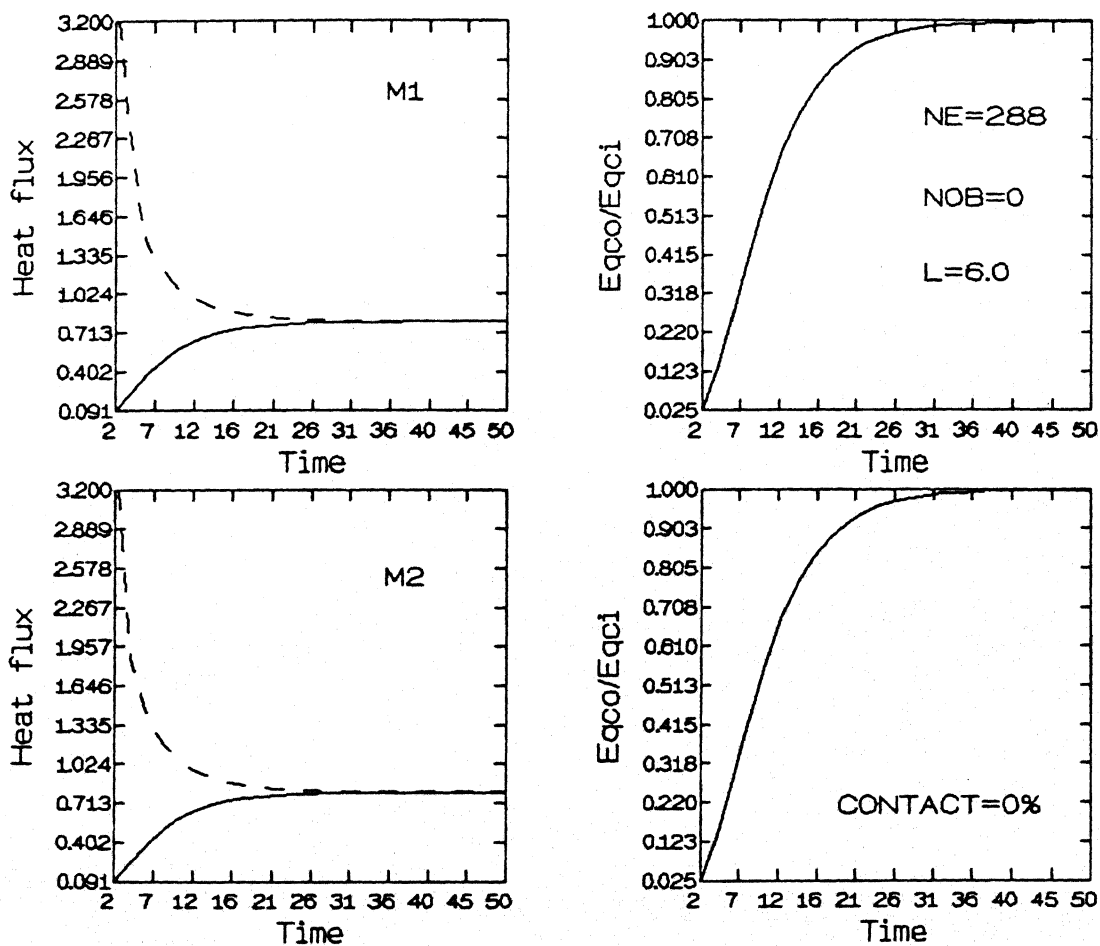 3.200
2.889
2.578
2.267
1.956
1.646
1.335
1.024
0.713
0.402
0.091
Heat flux
M1
2 7 12 16 21 26 31 36 40 45 50
Time
1.000
0.903
0.805
0.708
0.610
0.513
0.415
0.318
0.220
0.123
0.025
Eqco/Eqci
NE=288
NOB=0
L=6.0
2 7 12 16 21 26 31 36 40 45 50
Time
3.200
2.889
2.578
2.267
1.957
1.646
1.335
1.024
0.713
0.402
0.091
Heat flux
M2
2 7 12 16 21 26 31 36 40 45 50
Time
1.000
0.903
0.805
0.708
0.610
0.513
0.415
0.318
0.220
0.123
0.025
Eqco/Eqci
CONTACT=0%
2 7 12 16 21 26 31 36 40 45 50
Time